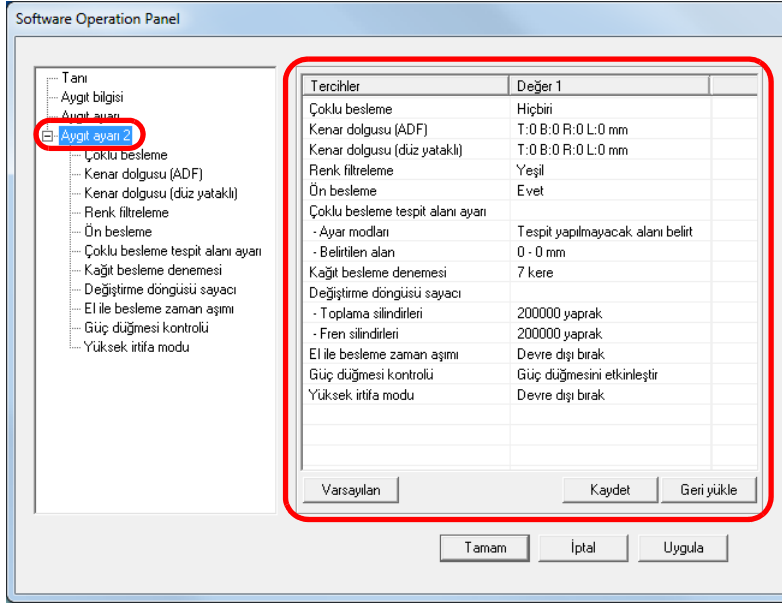 Software Operation Panel
Tanı
Aygıt bilgisi
Aygıt ayarı
Aygıt ayarı 2
Çoklu besleme
Kenar dolgusu (ADF)
Kenar dolgusu (düz yataklı)
Renk filtreleme
Ön besleme
Çoklu besleme tespit alanı ayarı
Kağıt besleme denemesi
Değiştirme döngüsü sayacı
El ile besleme zaman aşımı
Güç düğmesi kontrolü
Yüksek irtifa modu
Tercihler Değer 1
Çoklu besleme Hiçbiri
Kenar dolgusu (ADF) T:0 B:0 R:0 L:0 mm
Kenar dolgusu (düz yataklı) T:0 B:0 R:0 L:0 mm
Renk filtreleme Yeşil
Ön besleme Evet
Çoklu besleme tespit alanı ayarı
- Ayar modları Tespit yapılmayacak alanı belirt
- Belirtilen alan 0 - 0 mm
Kağıt besleme denemesi 7 kere
Değiştirme döngüsü sayacı
- Toplama silindirleri 200000 yaprak
- Fren silindirleri 200000 yaprak
El ile besleme zaman aşımı Devre dışı bırak
Güç düğmesi kontrolü Güç düğmesini etkinleştir
Yüksek irtifa modu Devre dışı bırak
Varsayılan Kaydet Geri yükle
Tamam İptal Uygula